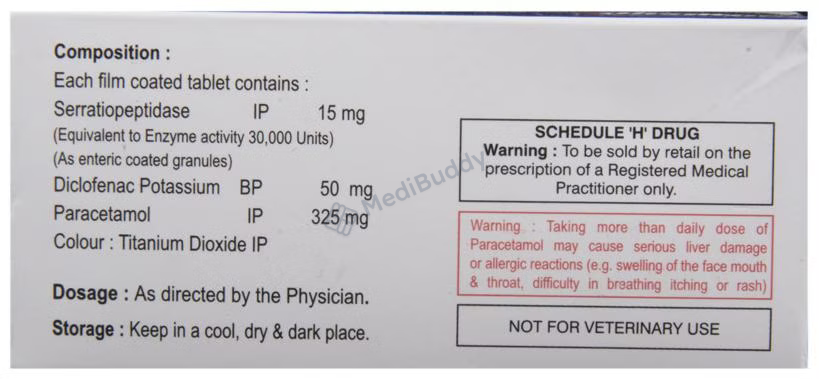 Composition :
Each film coated tablet contains :
Serratiopeptidase IP 15 mg
(Equivalent to Enzyme activity 30,000 Units)
(As enteric coated granules)
Diclofenac Potassium BP 50 mg
Paracetamol IP 325 mg
Colour : Titanium Dioxide IP
Dosage : As directed by the Physician.
Storage : Keep in a cool, dry & dark place.
SCHEDULE 'H' DRUG
Warning : To be sold by retail on the
prescription of a Registered Medical
Practitioner only.
Warning : Taking more than daily dose of
Paracetamol may cause serious liver damage
or allergic reactions (e.g. swelling of the face mouth
& throat, difficulty in breathing itching or rash)
NOT FOR VETERINARY USE
MediBuddy